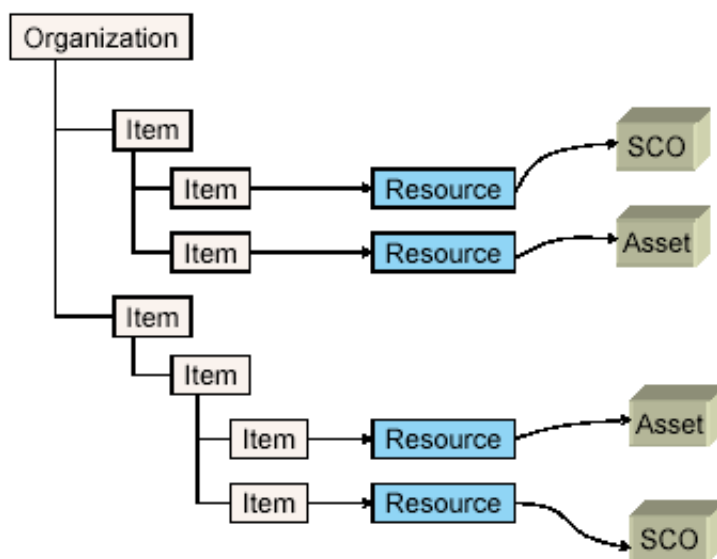 Organization
Item
SCO
Item
Resource
Item
Resource
Asset
Item
Item
Asset
Item
Resource
Item
Resource
SCO